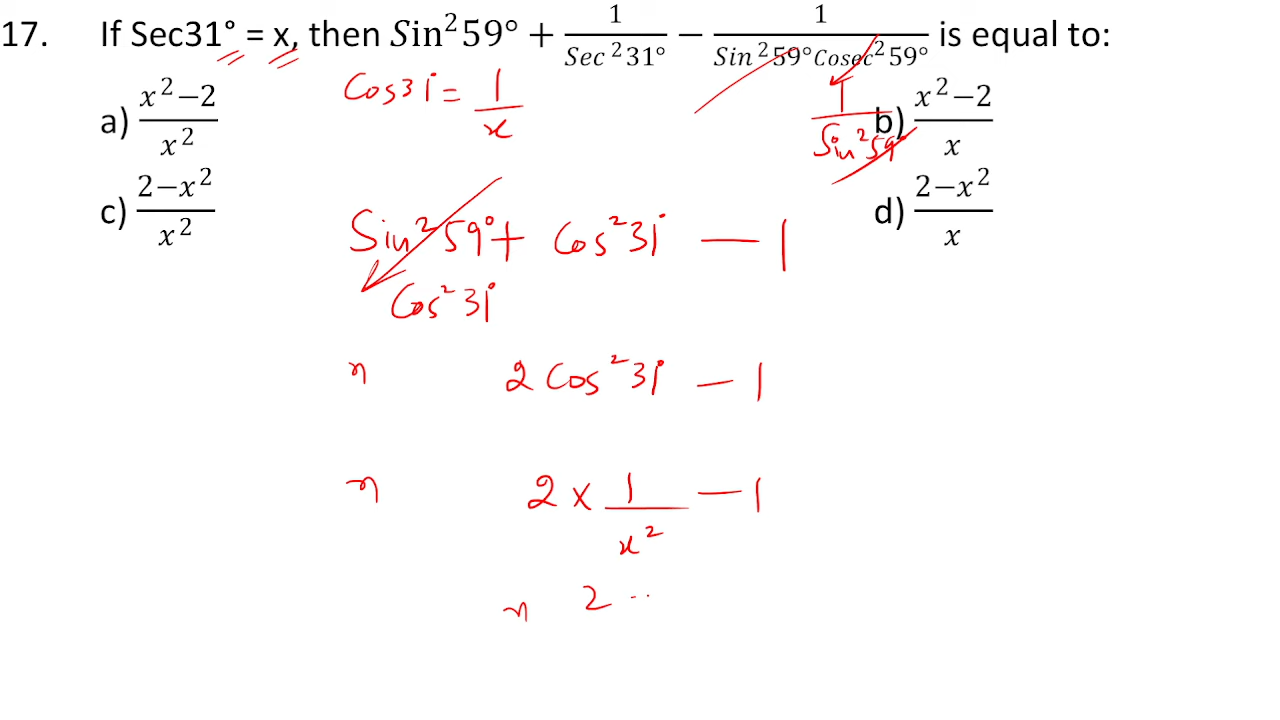 17. If Sec31° = x, then Sin²59° + 1/Sec²31° − 1/Sin²59°Cosec²59° is equal to:
Cos31° = 1/x
1/Sin²59°
a) x²−2/x² b) x²−2/x
c) 2−x²/x² d) 2−x²/x
Sin²59° + Cos²31° — 1
Cos²31°
n 2 Cos²31° — 1
n 2 × 1/x² — 1
n 2 --